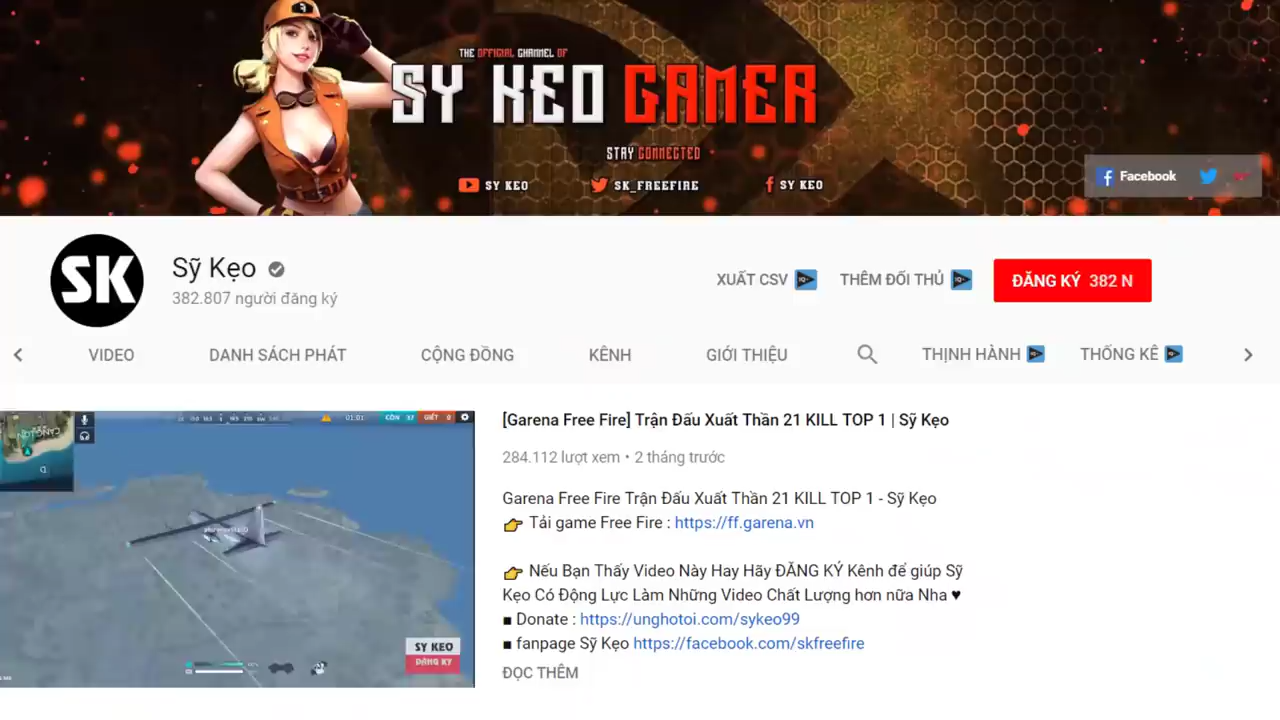 THE OFFICIAL CHANNEL OF
SY KEO GAMER
STAY CONNECTED
SY KEO
SK_FREEFIRE
SY KEO
Facebook
SK
Sỹ Kẹo
382.807 người đăng ký
XUẤT CSV
THÊM ĐỐI THỦ
ĐĂNG KÝ 382 N
VIDEO
DANH SÁCH PHÁT
CỘNG ĐỒNG
KÊNH
GIỚI THIỆU
THỊNH HÀNH
THỐNG KÊ
01:01
CÒN 37
GIẾT 0
SY KEO
ĐĂNG KÝ
[Garena Free Fire] Trận Đấu Xuất Thần 21 KILL TOP 1 | Sỹ Kẹo
284.112 lượt xem • 2 tháng trước
Garena Free Fire Trận Đấu Xuất Thần 21 KILL TOP 1 - Sỹ Kẹo
👉 Tải game Free Fire : https://ff.garena.vn
👉 Nếu Bạn Thấy Video Này Hay Hãy ĐĂNG KÝ Kênh để giúp Sỹ
Kẹo Có Động Lực Làm Những Video Chất Lượng hơn nữa Nha ♥
■ Donate : https://unghotoi.com/sykeo99
■ fanpage Sỹ Kẹo https://facebook.com/skfreefire
ĐỌC THÊM